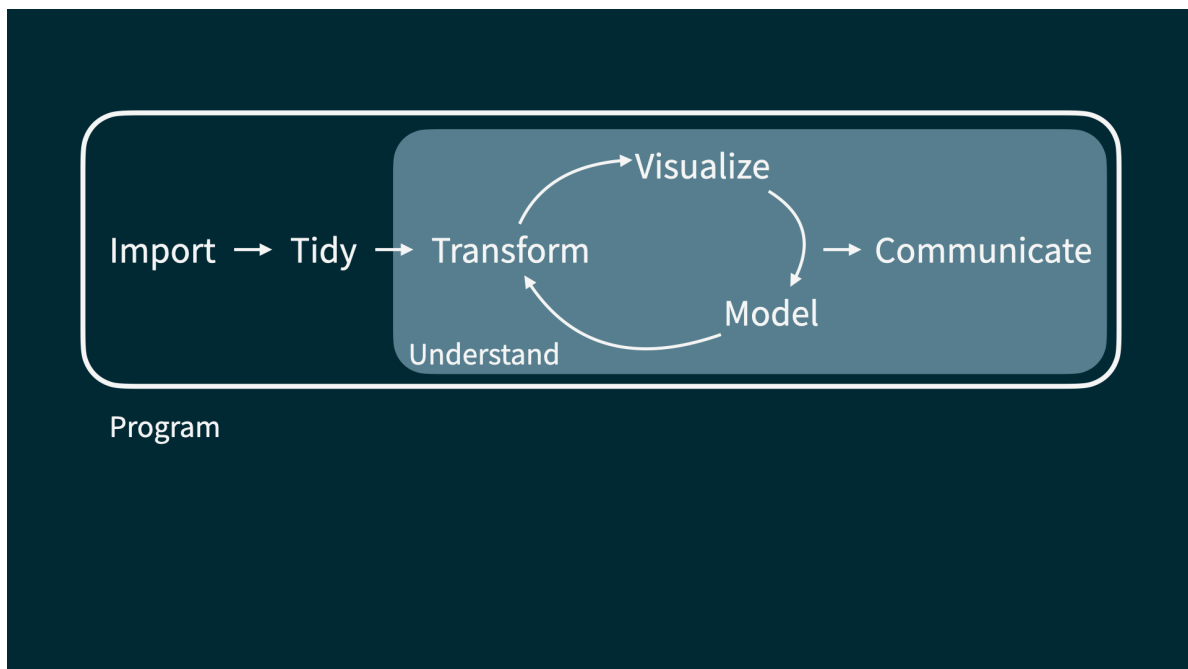 Visualize
Import Tidy Transform Communicate
Model
Understand
Program